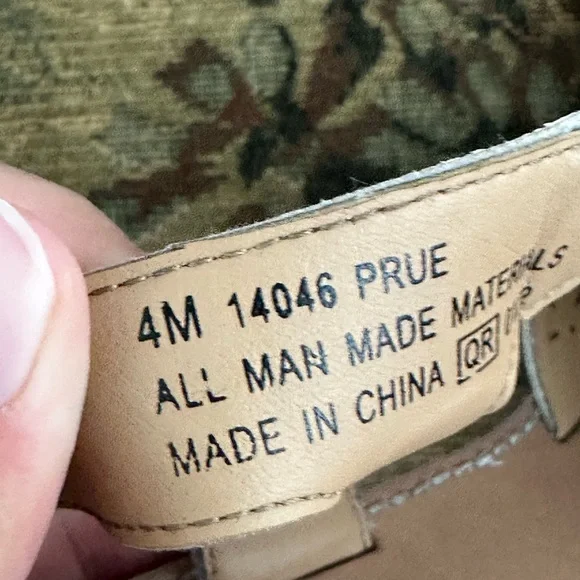 4M 14046 PRUE
ALL MAN MADE MATERIALS
MADE IN CHINA QR